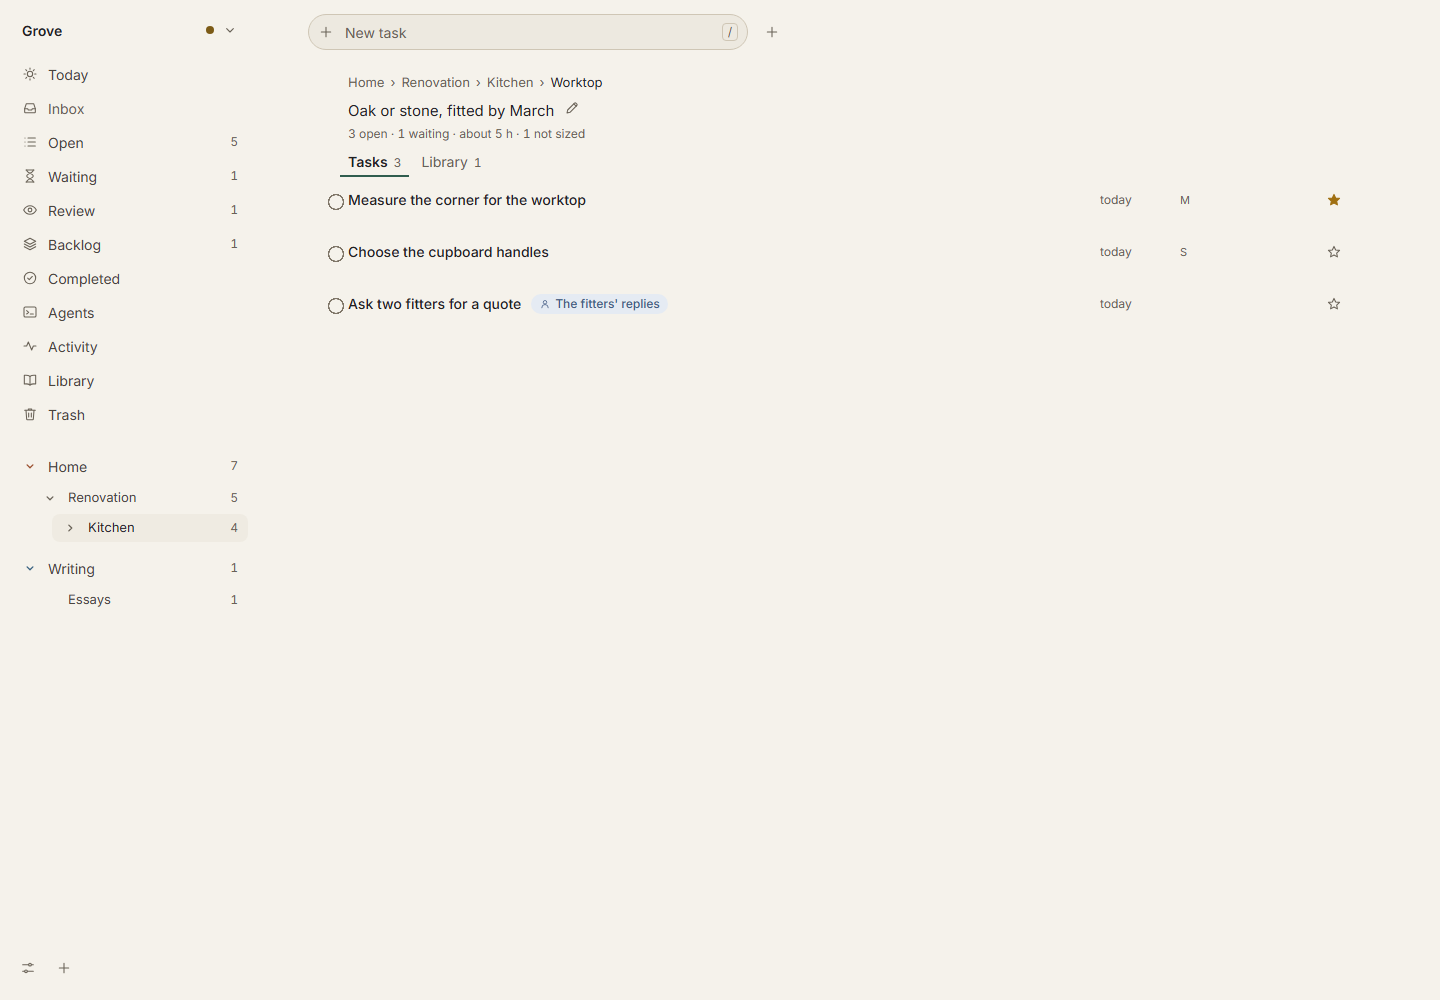 Grove
Today
Inbox
Open 5
Waiting 1
Review 1
Backlog 1
Completed
Agents
Activity
Library
Trash
Home 7
Renovation 5
Kitchen 4
Writing 1
Essays 1
New task /
Home › Renovation › Kitchen › Worktop
Oak or stone, fitted by March
3 open · 1 waiting · about 5 h · 1 not sized
Tasks 3 Library 1
Measure the corner for the worktop today M
Choose the cupboard handles today S
Ask two fitters for a quote The fitters' replies today